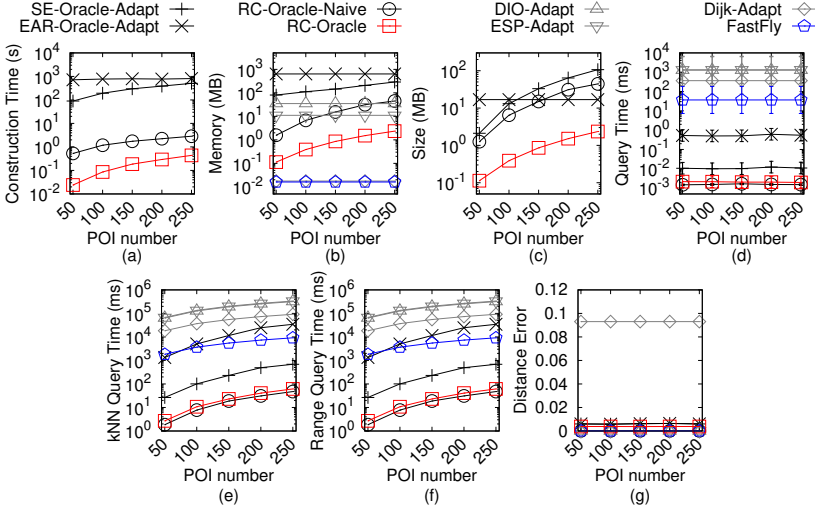 SE-Oracle-Adapt RC-Oracle-Naive DIO-Adapt Dijk-Adapt
EAR-Oracle-Adapt RC-Oracle ESP-Adapt FastFly
Construction Time (s)
10^4
10^3
10^2
10^1
10^0
10^-1
10^-2
50 100 150 200 250
POI number
(a)
Memory (MB)
10^4
10^2
10^0
10^-2
50 100 150 200 250
POI number
(b)
Size (MB)
10^2
10^1
10^0
10^-1
50 100 150 200 250
POI number
(c)
Query Time (ms)
10^4
10^3
10^2
10^1
10^0
10^-1
10^-2
10^-3
50 100 150 200 250
POI number
(d)
kNN Query Time (ms)
10^6
10^5
10^4
10^3
10^2
10^1
10^0
50 100 150 200 250
POI number
(e)
Range Query Time (ms)
10^6
10^5
10^4
10^3
10^2
10^1
10^0
50 100 150 200 250
POI number
(f)
Distance Error
0.12
0.1
0.08
0.06
0.04
0.02
0
50 100 150 200 250
POI number
(g)